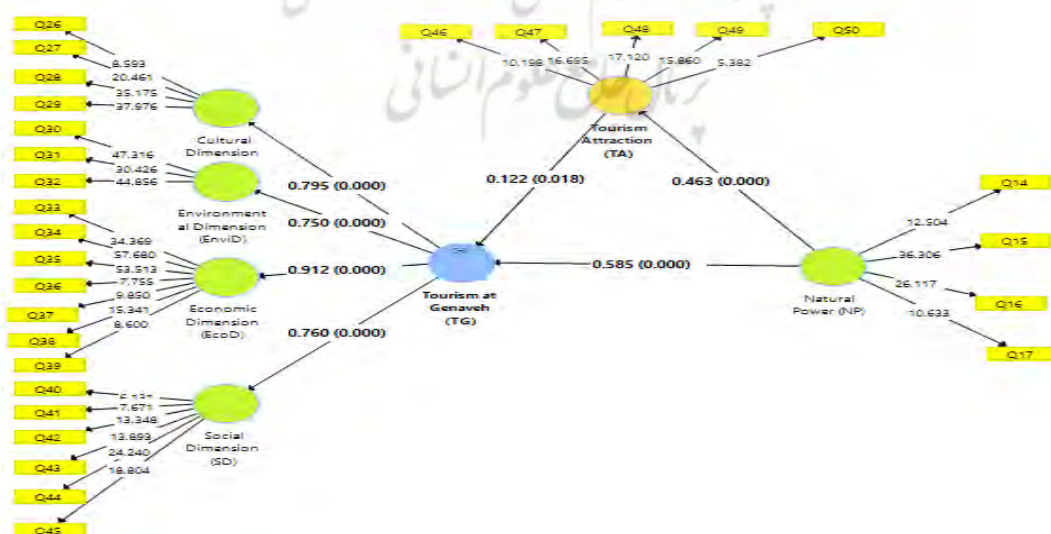 Q26
Q27
Q28
Q29
8.593
20.461
35.175
37.976
Cultural
Dimension
Q30
Q31
Q32
47.316
30.426
44.856
Environment
al Dimension
(EnviD)
Q33
Q34
Q35
Q36
Q37
Q38
Q39
34.369
57.680
53.513
7.755
9.850
15.341
8.600
Economic
Dimension
(EcoD)
Q40
Q41
Q42
Q43
Q44
Q45
7.671
13.348
13.893
24.240
18.804
Social
Dimension
(SD)
0.795 (0.000)
0.750 (0.000)
0.912 (0.000)
0.760 (0.000)
Tourism at
Genaveh
(TG)
Q46
Q47
Q48
Q49
Q50
10.198
16.695
17.120
15.860
5.382
Tourism
Attraction
(TA)
0.122 (0.018)
0.463 (0.000)
0.585 (0.000)
Natural
Power (NP)
Q14
Q15
Q16
Q17
12.504
36.306
26.117
10.633
علوم انسانی